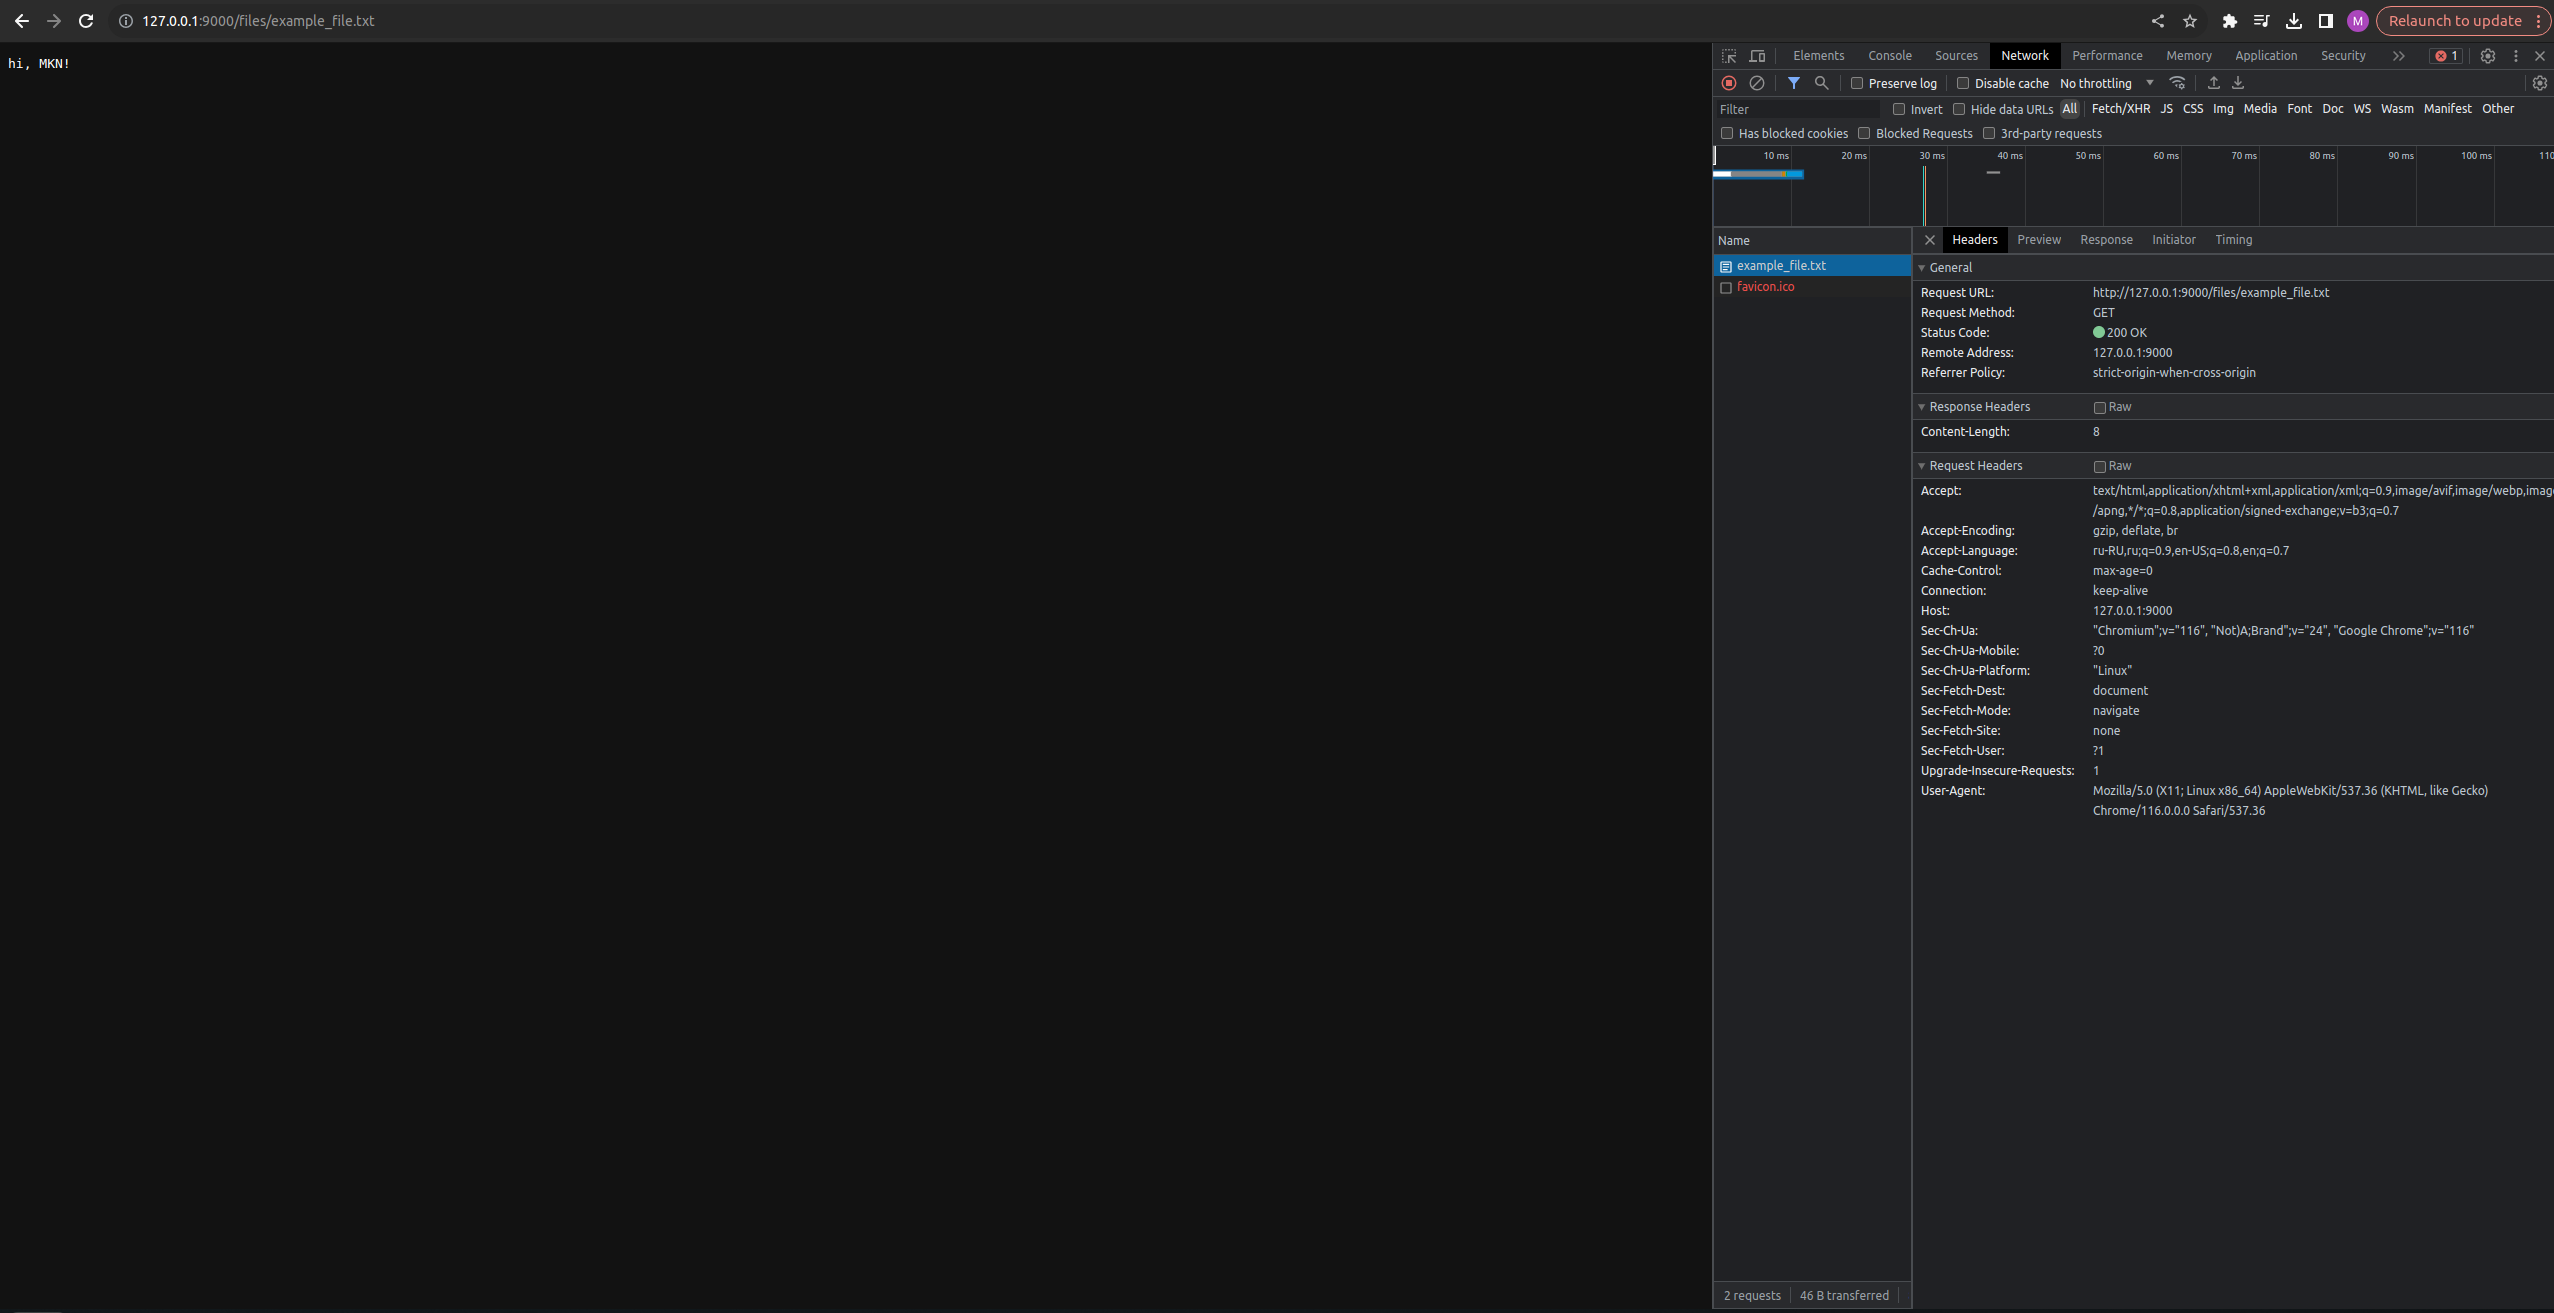 127.0.0.1:9000/files/example_file.txt
M
Relaunch to update
hi, MKN!
Elements Console Sources Network Performance Memory Application Security 1
Preserve log Disable cache No throttling
Filter Invert Hide data URLs All Fetch/XHR JS CSS Img Media Font Doc WS Wasm Manifest Other
Has blocked cookies Blocked Requests 3rd-party requests
10 ms 20 ms 30 ms 40 ms 50 ms 60 ms 70 ms 80 ms 90 ms 100 ms 110
Name
example_file.txt
favicon.ico
Headers Preview Response Initiator Timing
General
Request URL: http://127.0.0.1:9000/files/example_file.txt
Request Method: GET
Status Code: 200 OK
Remote Address: 127.0.0.1:9000
Referrer Policy: strict-origin-when-cross-origin
Response Headers Raw
Content-Length: 8
Request Headers Raw
Accept: text/html,application/xhtml+xml,application/xml;q=0.9,image/avif,image/webp,imag
/apng,*/*;q=0.8,application/signed-exchange;v=b3;q=0.7
Accept-Encoding: gzip, deflate, br
Accept-Language: ru-RU,ru;q=0.9,en-US;q=0.8,en;q=0.7
Cache-Control: max-age=0
Connection: keep-alive
Host: 127.0.0.1:9000
Sec-Ch-Ua: "Chromium";v="116", "Not)A;Brand";v="24", "Google Chrome";v="116"
Sec-Ch-Ua-Mobile: ?0
Sec-Ch-Ua-Platform: "Linux"
Sec-Fetch-Dest: document
Sec-Fetch-Mode: navigate
Sec-Fetch-Site: none
Sec-Fetch-User: ?1
Upgrade-Insecure-Requests: 1
User-Agent: Mozilla/5.0 (X11; Linux x86_64) AppleWebKit/537.36 (KHTML, like Gecko)
Chrome/116.0.0.0 Safari/537.36
2 requests 46 B transferred